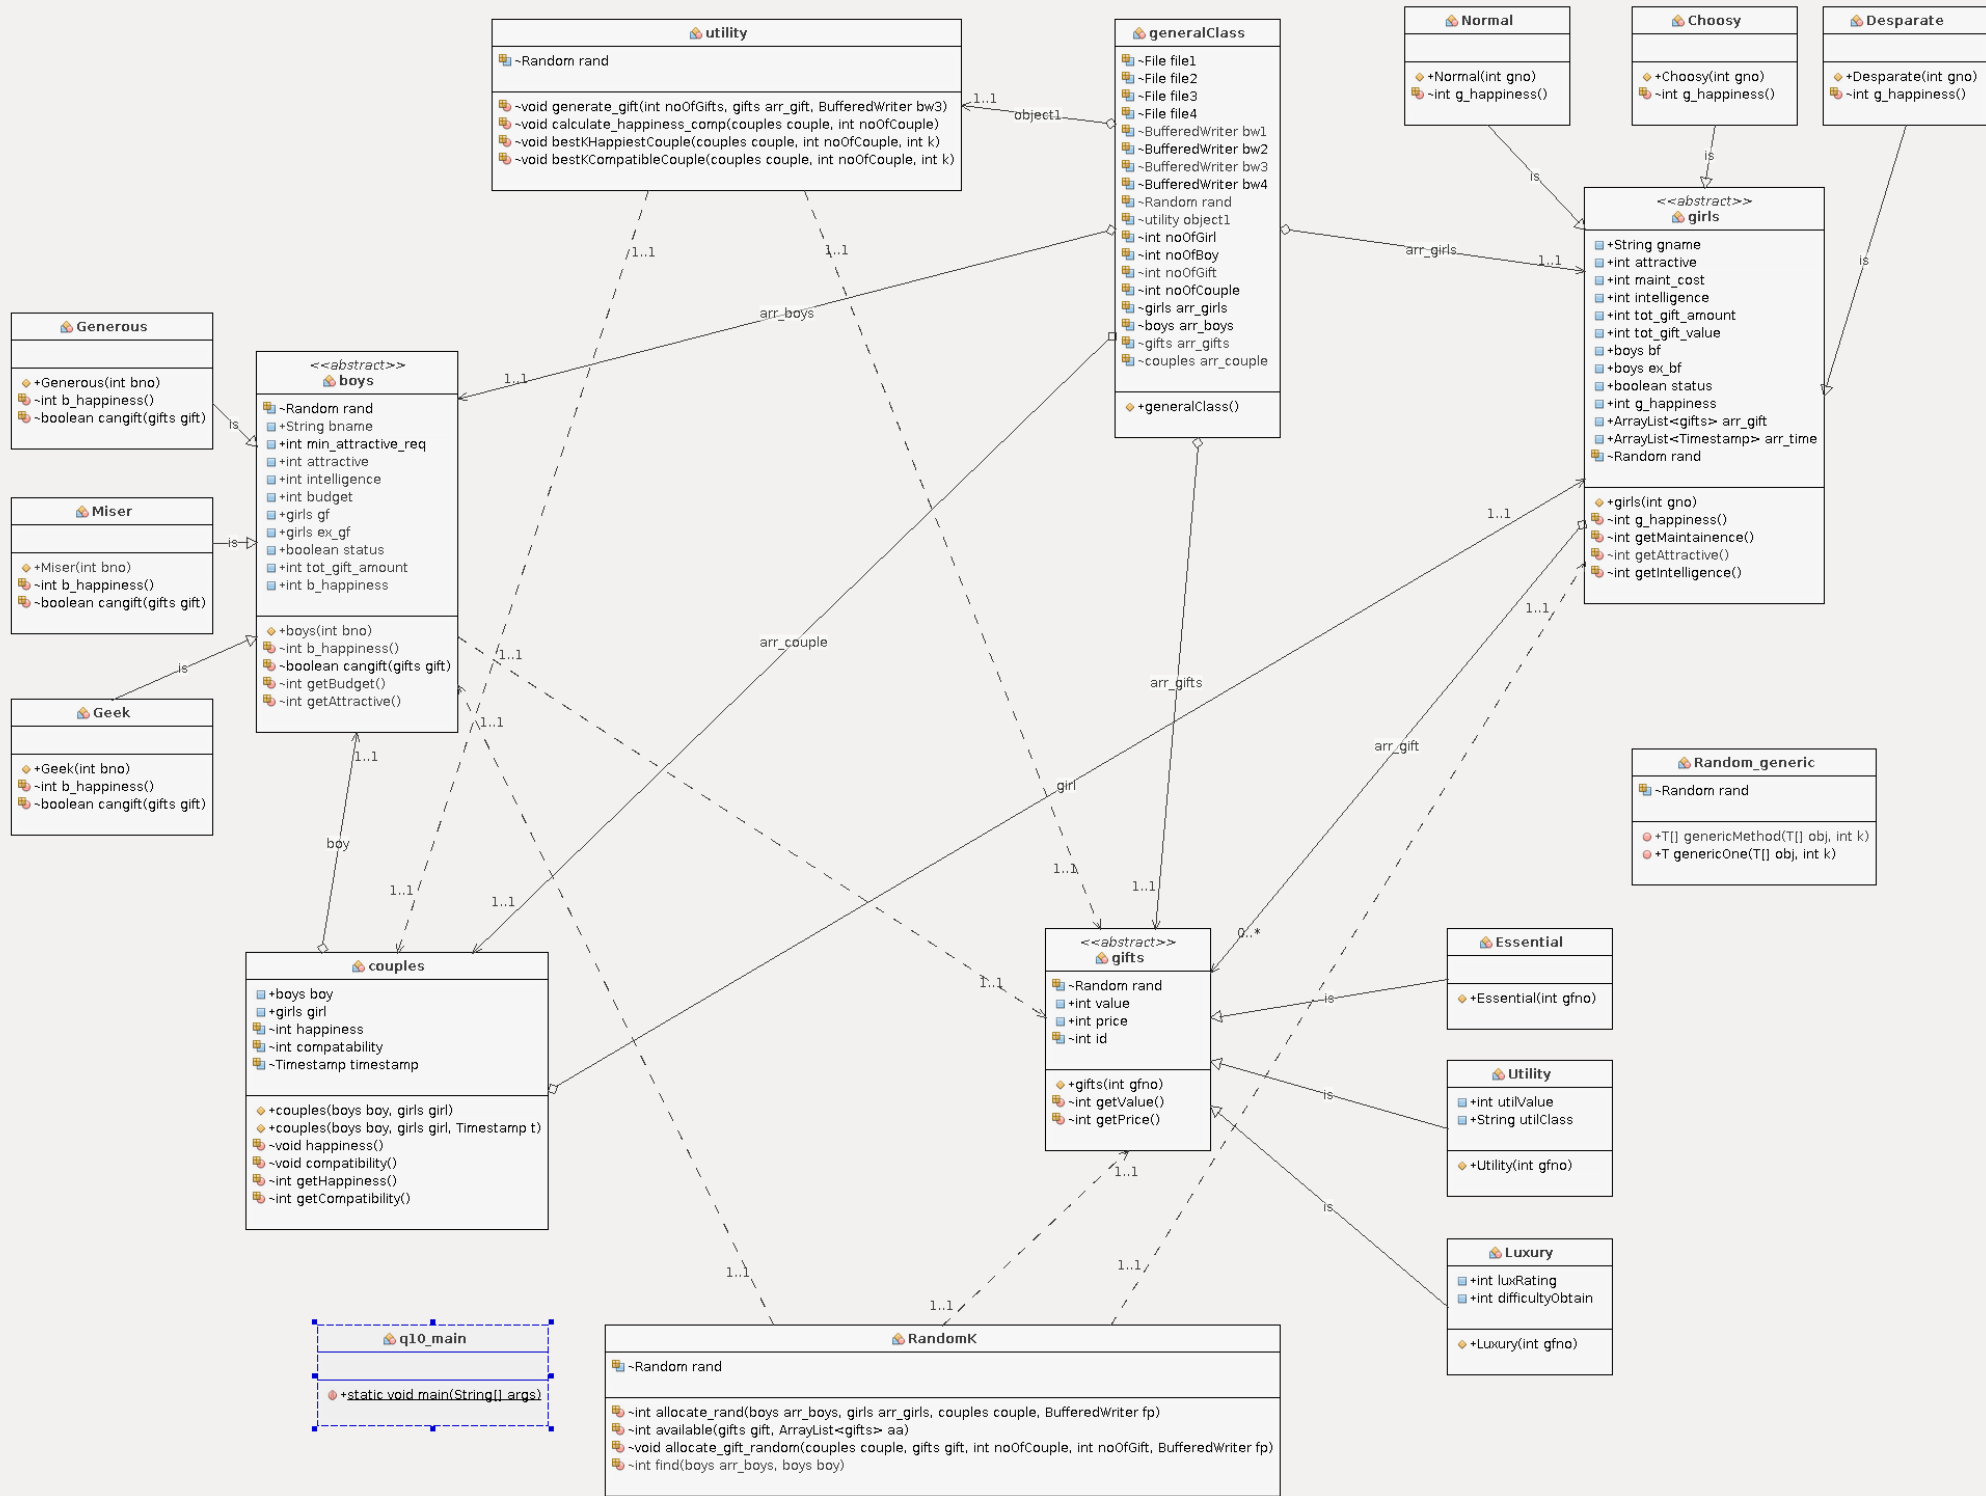 utility
~Random rand
~void generate_gift(int noOfGifts, gifts arr_gift, BufferedWriter bw3)
~void calculate_happiness_comp(couples couple, int noOfCouple)
~void bestKHappiestCouple(couples couple, int noOfCouple, int k)
~void bestKCompatibleCouple(couples couple, int noOfCouple, int k)
1..1
object1
generalClass
~File file1
~File file2
~File file3
~File file4
~BufferedWriter bw1
~BufferedWriter bw2
~BufferedWriter bw3
~BufferedWriter bw4
~Random rand
~utility object1
~int noOfGirl
~int noOfBoy
~int noOfGift
~int noOfCouple
~girls arr_girls
~boys arr_boys
~gifts arr_gifts
~couples arr_couple
+generalClass()
Normal
+Normal(int gno)
~int g_happiness()
Choosy
+Choosy(int gno)
~int g_happiness()
Desparate
+Desparate(int gno)
~int g_happiness()
is
is
is
<<abstract>>
girls
+String gname
+int attractive
+int maint_cost
+int intelligence
+int tot_gift_amount
+int tot_gift_value
+boys bf
+boys ex_bf
+boolean status
+int g_happiness
+ArrayList<gifts> arr_gift
+ArrayList<Timestamp> arr_time
~Random rand
+girls(int gno)
~int g_happiness()
~int getMaintainence()
~int getAttractive()
~int getIntelligence()
arr_girls
1..1
1..1
1..1
arr_boys
1..1
Generous
+Generous(int bno)
~int b_happiness()
~boolean cangift(gifts gift)
is
Miser
+Miser(int bno)
~int b_happiness()
~boolean cangift(gifts gift)
is
Geek
+Geek(int bno)
~int b_happiness()
~boolean cangift(gifts gift)
is
<<abstract>>
boys
~Random rand
+String bname
+int min_attractive_req
+int attractive
+int intelligence
+int budget
+girls gf
+girls ex_gf
+boolean status
+int tot_gift_amount
+int b_happiness
+boys(int bno)
~int b_happiness()
~boolean cangift(gifts gift)
~int getBudget()
~int getAttractive()
1..1
1..1
1..1
boy
1..1
arr_couple
1..1
arr_gifts
1..1
1..1
girl
1..1
1..1
arr_gift
0..*
1..1
Random_generic
~Random rand
+T[] genericMethod(T[] obj, int k)
+T genericOne(T[] obj, int k)
couples
+boys boy
+girls girl
~int happiness
~int compatability
~Timestamp timestamp
+couples(boys boy, girls girl)
+couples(boys boy, girls girl, Timestamp t)
~void happiness()
~void compatibility()
~int getHappiness()
~int getCompatibility()
1..1
<<abstract>>
gifts
~Random rand
+int value
+int price
~int id
+gifts(int gfno)
~int getValue()
~int getPrice()
Essential
+Essential(int gfno)
is
Utility
+int utilValue
+String utilClass
+Utility(int gfno)
is
Luxury
+int luxRating
+int difficultyObtain
+Luxury(int gfno)
is
1..1
1..1
1..1
1..1
q10_main
+static void main(String[] args)
RandomK
~Random rand
~int allocate_rand(boys arr_boys, girls arr_girls, couples couple, BufferedWriter fp)
~int available(gifts gift, ArrayList<gifts> aa)
~void allocate_gift_random(couples couple, gifts gift, int noOfCouple, int noOfGift, BufferedWriter fp)
~int find(boys arr_boys, boys boy)